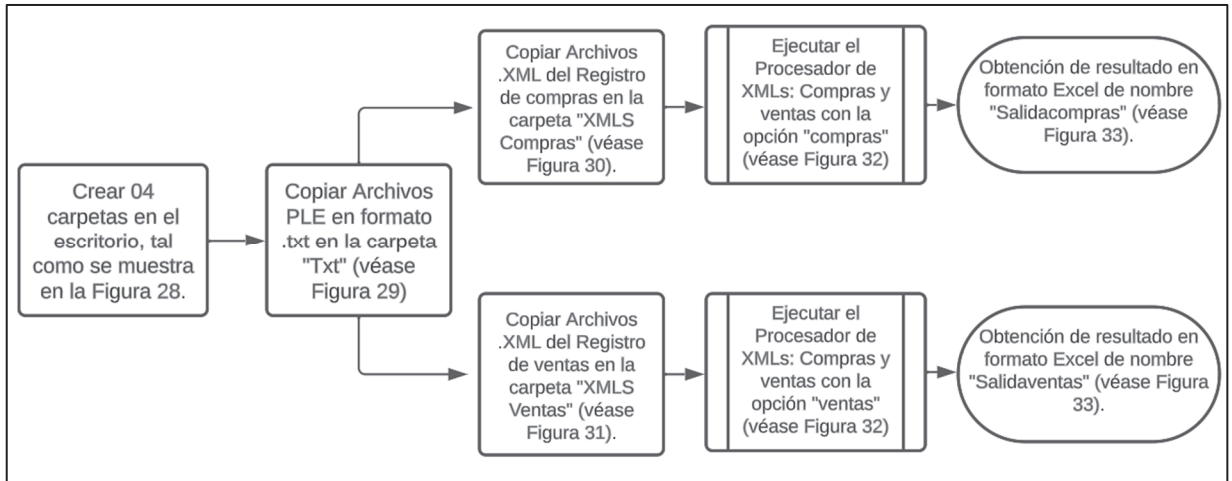 Crear 04
carpetas en el
escritorio, tal
como se muestra
en la Figura 28.
Copiar Archivos
PLE en formato
.txt en la carpeta
"Txt" (véase
Figura 29)
Copiar Archivos
.XML del Registro
de compras en la
carpeta "XMLS
Compras" (véase
Figura 30).
Ejecutar el
Procesador de
XMLs: Compras y
ventas con la
opción "compras"
(véase Figura 32)
Obtención de resultado en
formato Excel de nombre
"Salidacompras" (véase
Figura 33).
Copiar Archivos
.XML del Registro
de ventas en la
carpeta "XMLS
Ventas" (véase
Figura 31).
Ejecutar el
Procesador de
XMLs: Compras y
ventas con la
opción "ventas"
(véase Figura 32)
Obtención de resultado en
formato Excel de nombre
"Salidaventas" (véase Figura
33).